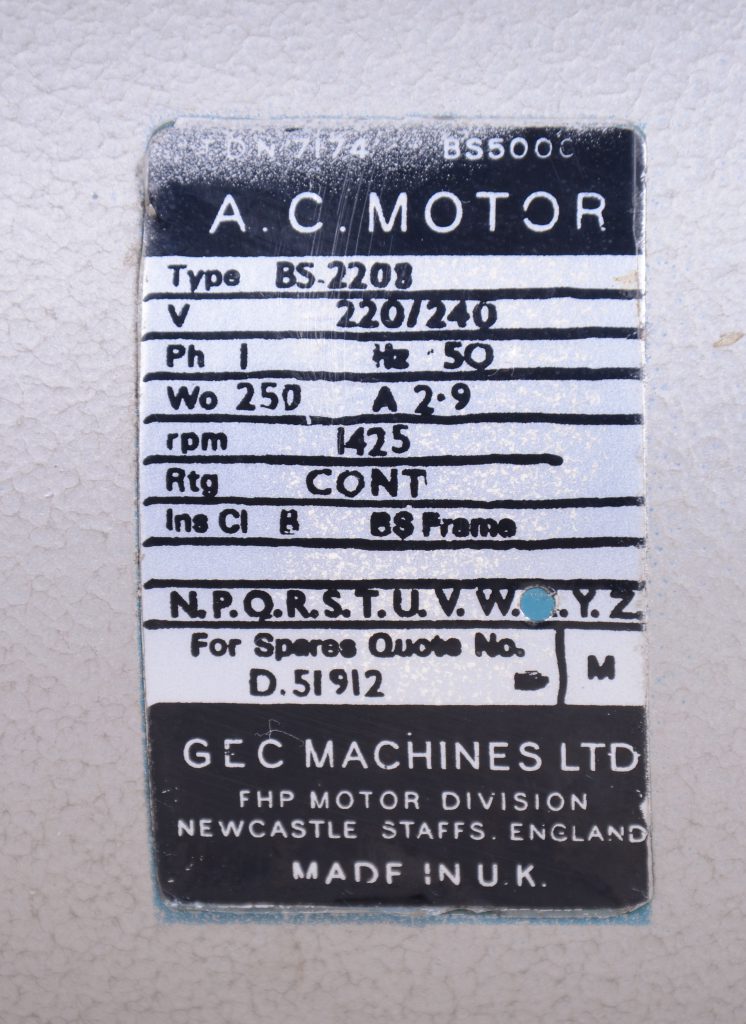 7174 BS5000
A.C. MOTOR
Type BS.2208
V 220/240
Ph 1 Hz 50
Wo 250 A 2.9
rpm 1425
Rtg CONT
Ins Cl B BS Frame
N.P.Q.R.S.T.U.V.W. .Y.Z
For Spares Quote No.
D.51912 M
GEC MACHINES LTD
FHP MOTOR DIVISION
NEWCASTLE STAFFS. ENGLAND
MADE IN U.K.